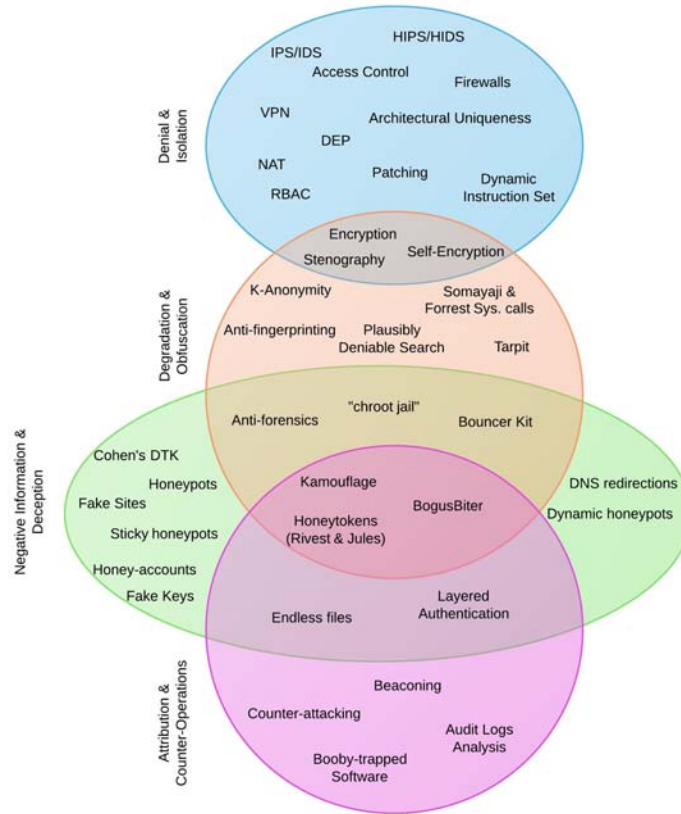 HIPS/HIDS
IPS/IDS
Access Control
Firewalls
VPN
Architectural Uniqueness
DEP
NAT
Patching
Dynamic
Instruction Set
RBAC
Denial &
Isolation
Encryption
Self-Encryption
Stenography
K-Anonymity
Somayaji &
Forrest Sys. calls
Anti-fingerprinting
Plausibly
Deniable Search
Tarpit
Degradation &
Obfuscation
"chroot jail"
Anti-forensics
Bouncer Kit
Cohen's DTK
Honeypots
Fake Sites
Sticky honeypots
Honey-accounts
Fake Keys
Kamouflage
BogusBiter
Honeytokens
(Rivest & Jules)
DNS redirections
Dynamic honeypots
Negative Information &
Deception
Endless files
Layered
Authentication
Beaconing
Counter-attacking
Audit Logs
Analysis
Booby-trapped
Software
Attribution &
Counter-Operations